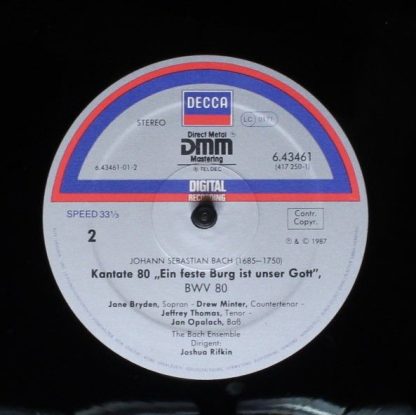 DECCA
STEREO
LC 0171
Direct Metal
DMM
Mastering
℗ TELDEC
6.43461-01-2
6.43461
(417 250-1)
DIGITAL
RECORDING
SPEED 33⅓
Contr.
Copyr.
2
℗ & © 1987
JOHANN SEBASTIAN BACH (1685—1750)
Kantate 80 „Ein feste Burg ist unser Gott”,
BWV 80
Jane Bryden, Sopran - Drew Minter, Countertenor -
Jeffrey Thomas, Tenor -
Jan Opalach, Baß
The Bach Ensemble
Dirigent:
Joshua Rifkin